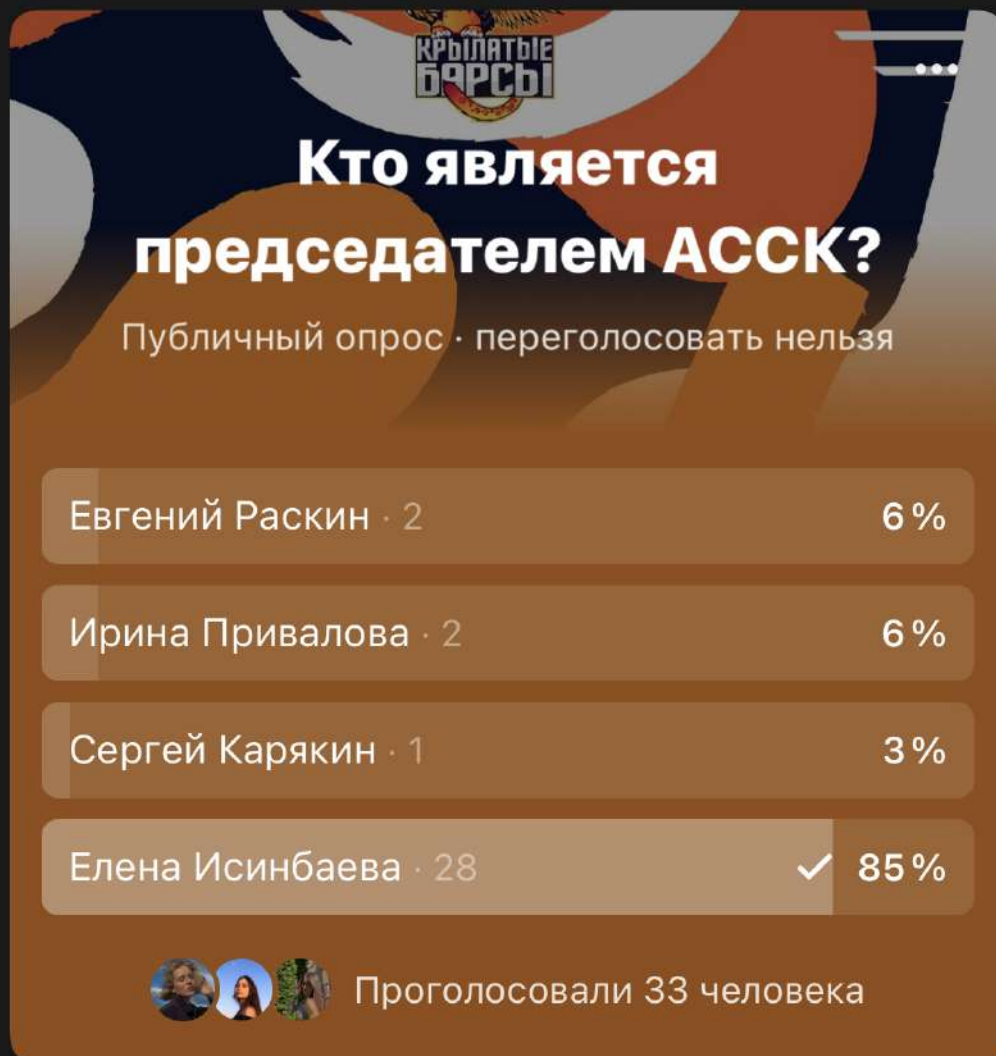 КРЫЛАТЫЕ
БАРСЫ
Кто является
председателем АССК?
Публичный опрос · переголосовать нельзя
Евгений Раскин · 2 6 %
Ирина Привалова · 2 6 %
Сергей Карякин · 1 3 %
Елена Исинбаева · 28 85 %
Проголосовали 33 человека